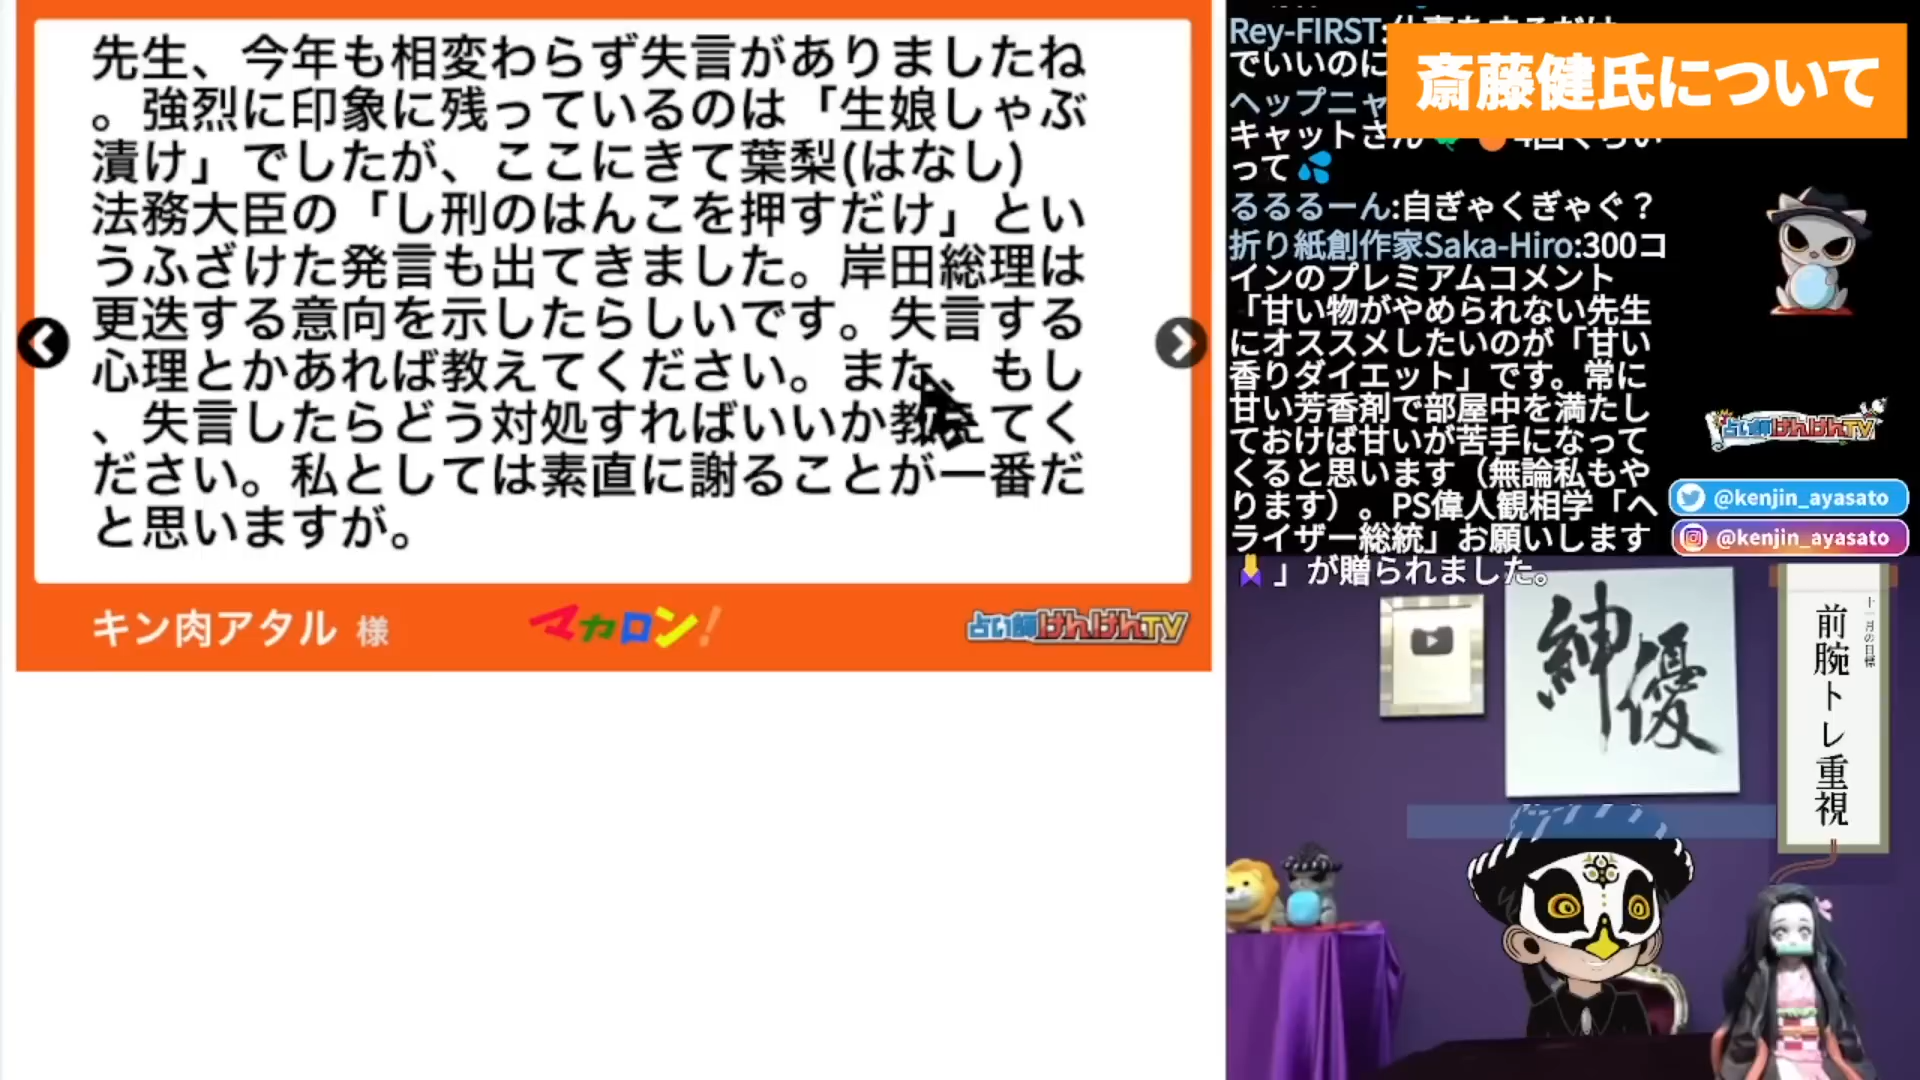 先生、今年も相変わらず失言がありましたね
。強烈に印象に残っているのは「生娘しゃぶ
漬け」でしたが、ここにきて葉梨(はなし)
法務大臣の「し刑のはんこを押すだけ」とい
うふざけた発言も出てきました。岸田総理は
更迭する意向を示したらしいです。失言する
心理とかあれば教えてください。また、もし
、失言したらどう対処すればいいか教えてく
ださい。私としては素直に謝ることが一番だ
と思いますが。
キン肉アタル 様
マカロン!
占い師けんけんTV
斎藤健氏について
Rey-FIRST:
でいいのに
ヘップニャ
キャットさん
って💦
るるるーん:自ぎゃくぎゃぐ？
折り紙創作家Saka-Hiro:300コ
インのプレミアムコメント
「甘い物がやめられない先生
にオススメしたいのが「甘い
香りダイエット」です。常に
甘い芳香剤で部屋中を満たし
ておけば甘いが苦手になって
くると思います（無論私もや
ります）。PS偉人観相学「ヘ
ライザー総統」お願いします
」が贈られました。
占い師けんけんTV
@kenjin_ayasato
@kenjin_ayasato
紳優
十一月の目標
前腕トレ重視